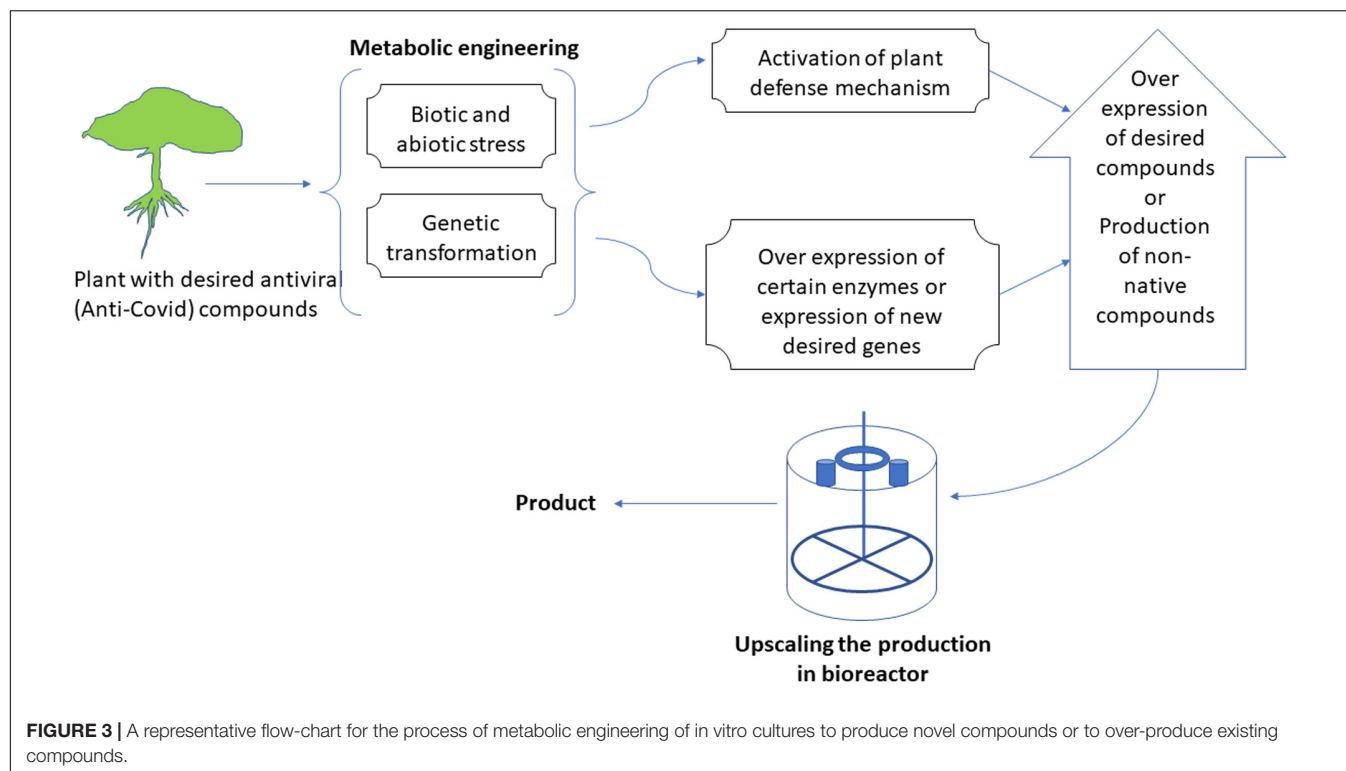 Metabolic engineering
Biotic and
abiotic stress
Genetic
transformation
Plant with desired antiviral
(Anti-Covid) compounds
Activation of plant
defense mechanism
Over expression of
certain enzymes or
expression of new
desired genes
Over
expression
of desired
compounds
or
Production
of non-
native
compounds
Product
Upscaling the production
in bioreactor
FIGURE 3 | A representative flow-chart for the process of metabolic engineering of in vitro cultures to produce novel compounds or to over-produce existing
compounds.